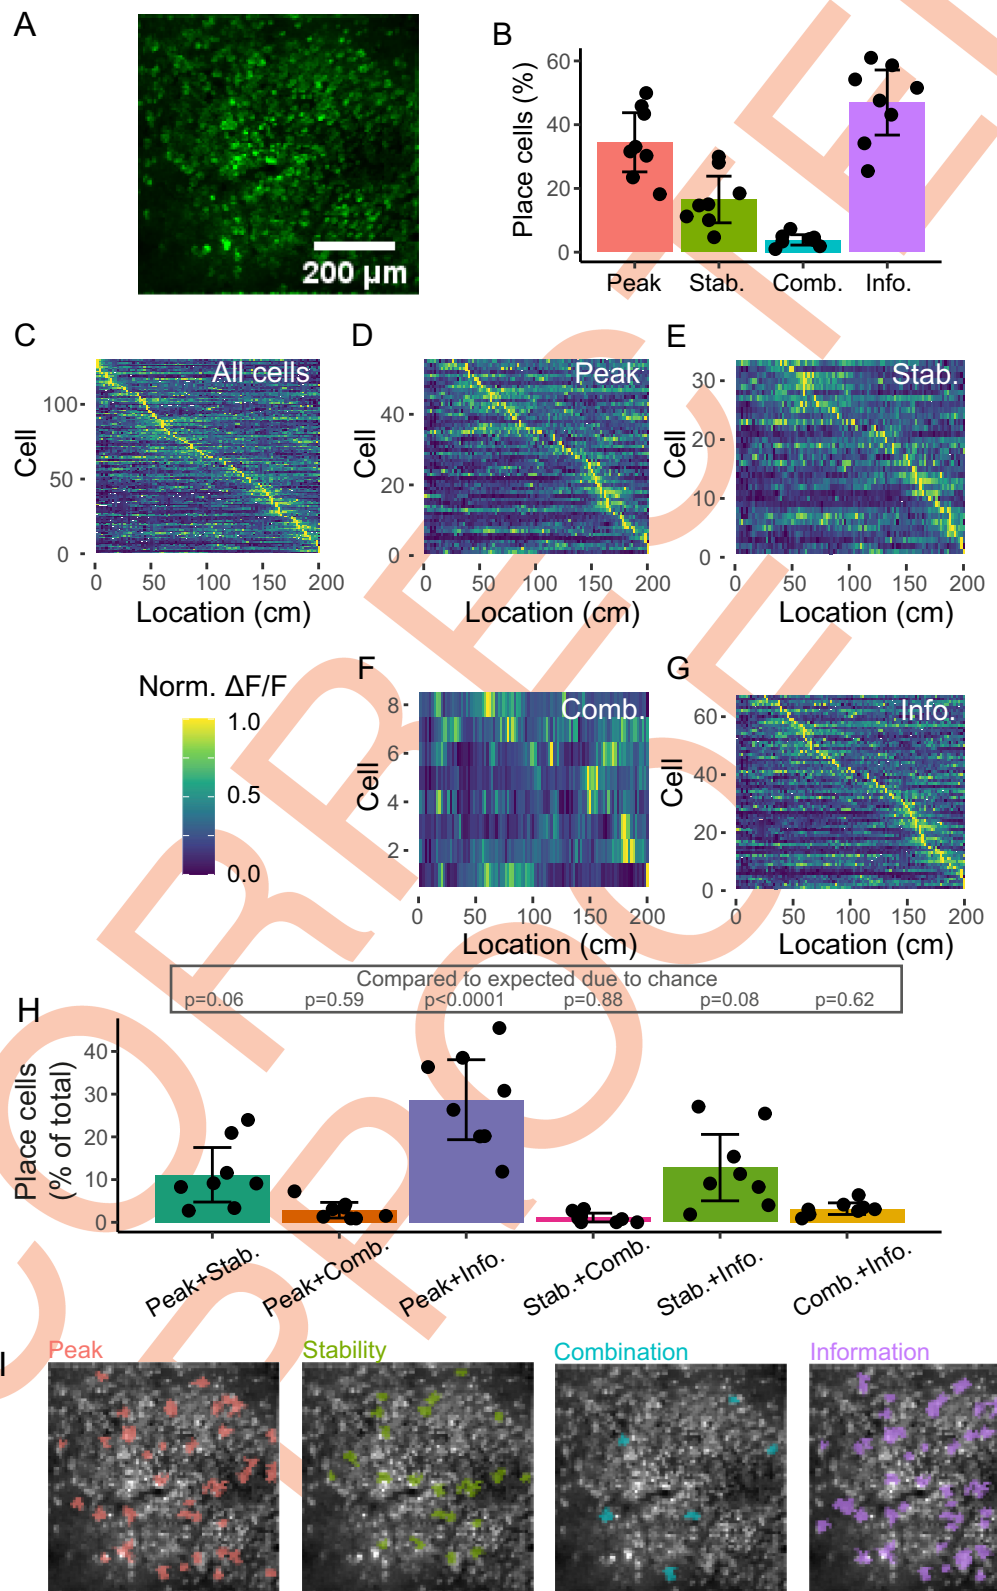 A
200 µm
B
Place cells (%)
60
40
20
0
Peak Stab. Comb. Info.
C
All cells
Cell
100
50
0
0 50 100 150 200
Location (cm)
D
Peak
Cell
40
20
0
0 50 100 150 200
Location (cm)
E
Stab.
Cell
30
20
10
0
0 50 100 150 200
Location (cm)
Norm. ΔF/F
1.0
0.5
0.0
F
Comb.
Cell
8
6
4
2
0 50 100 150 200
Location (cm)
G
Info.
Cell
60
40
20
0
0 50 100 150 200
Location (cm)
Compared to expected due to chance
p=0.06 p=0.59 p<0.0001 p=0.88 p=0.08 p=0.62
H
Place cells
(% of total)
40
30
20
10
0
Peak+Stab. Peak+Comb. Peak+Info. Stab.+Comb. Stab.+Info. Comb.+Info.
I
Peak Stability Combination Information